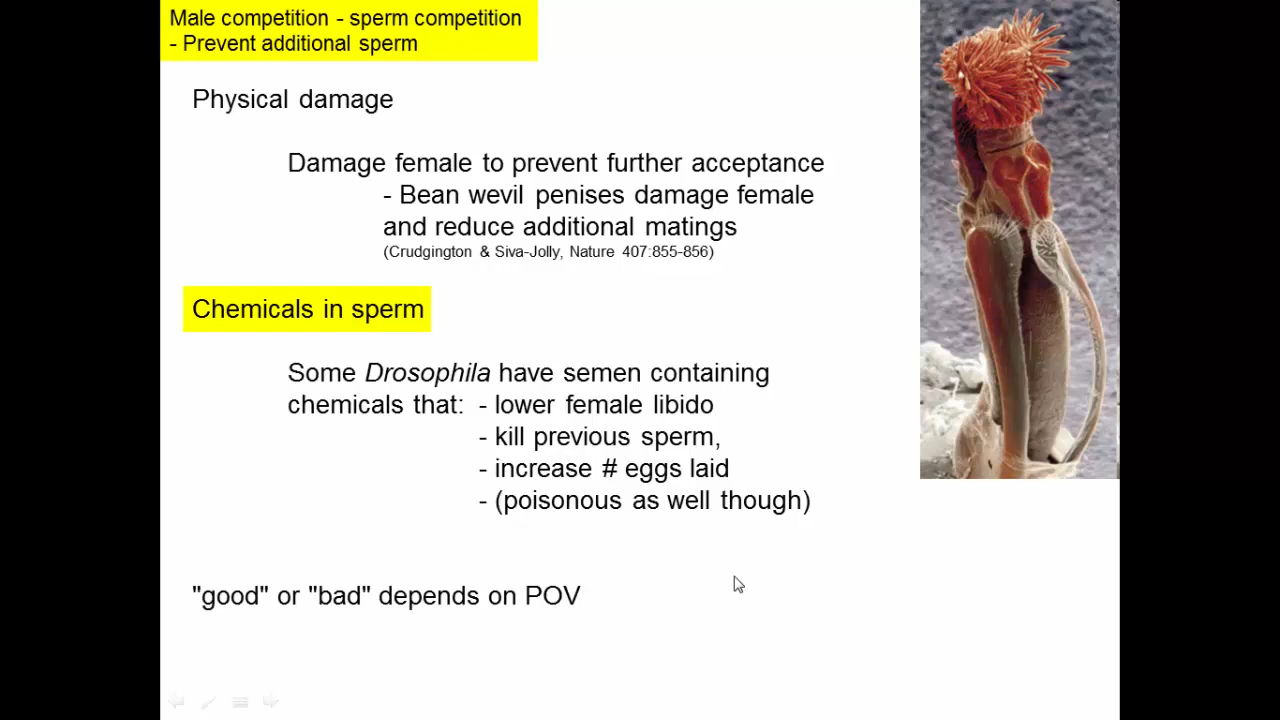 Male competition - sperm competition
- Prevent additional sperm
Physical damage
Damage female to prevent further acceptance
- Bean wevil penises damage female
and reduce additional matings
(Crudgington & Siva-Jolly, Nature 407:855-856)
Chemicals in sperm
Some Drosophila have semen containing
chemicals that: - lower female libido
- kill previous sperm,
- increase # eggs laid
- (poisonous as well though)
"good" or "bad" depends on POV